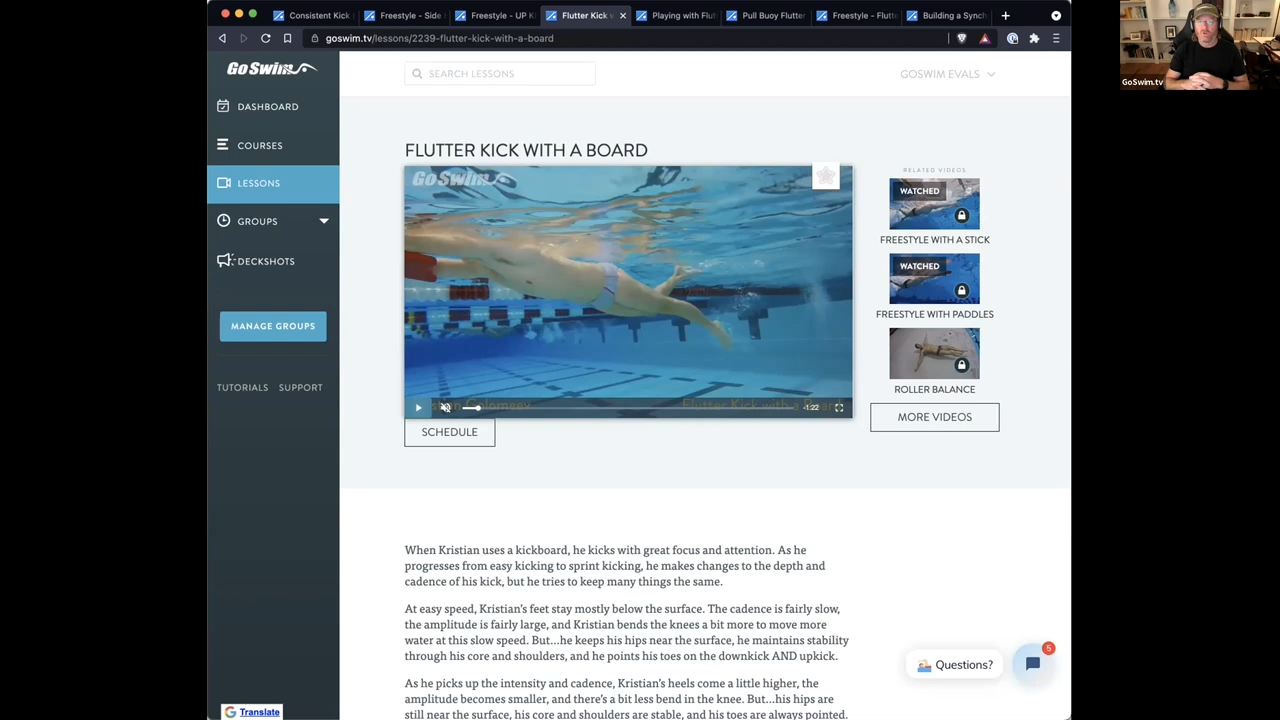 Consistent Kick
Freestyle - Side
Freestyle - UP K
Flutter Kick
Playing with Flut
Pull Buoy Flutter
Freestyle - Flutte
Building a Synch
goswim.tv/lessons/2239-flutter-kick-with-a-board
GoSwim
SEARCH LESSONS
GOSWIM EVALS
GoSwim.tv
DASHBOARD
COURSES
LESSONS
GROUPS
DECKSHOTS
MANAGE GROUPS
TUTORIALS SUPPORT
FLUTTER KICK WITH A BOARD
GoSwim
Flutter Kick with a Board
-1:22
SCHEDULE
RELATED VIDEOS
WATCHED
FREESTYLE WITH A STICK
WATCHED
FREESTYLE WITH PADDLES
ROLLER BALANCE
MORE VIDEOS
When Kristian uses a kickboard, he kicks with great focus and attention. As he
progresses from easy kicking to sprint kicking, he makes changes to the depth and
cadence of his kick, but he tries to keep many things the same.
At easy speed, Kristian's feet stay mostly below the surface. The cadence is fairly slow,
the amplitude is fairly large, and Kristian bends the knees a bit more to move more
water at this slow speed. But...he keeps his hips near the surface, he maintains stability
through his core and shoulders, and he points his toes on the downkick AND upkick.
As he picks up the intensity and cadence, Kristian's heels come a little higher, the
amplitude becomes smaller, and there's a bit less bend in the knee. But...his hips are
still near the surface, his core and shoulders are stable, and his toes are always pointed.
Questions?
5
Translate